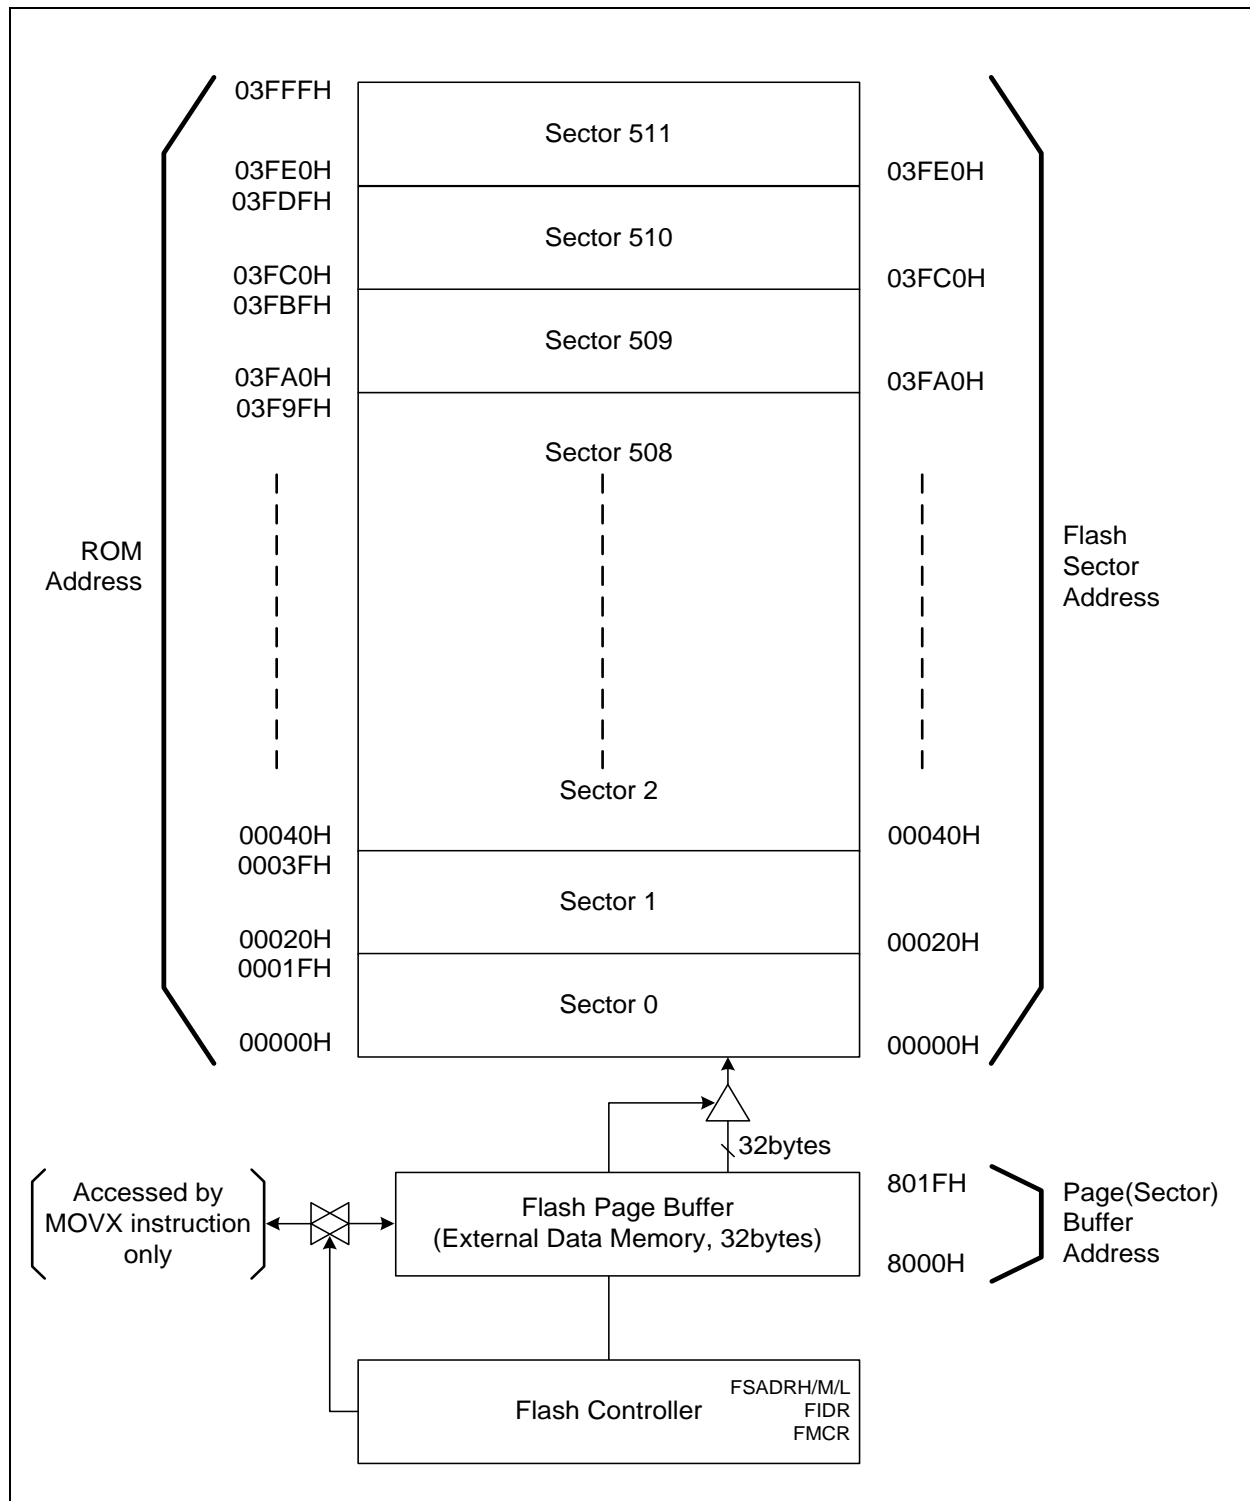 03FFFH
Sector 511
03FE0H
03FE0H
03FDFH
Sector 510
03FC0H
03FC0H
03FBFH
Sector 509
03FA0H
03FA0H
03F9FH
Sector 508
ROM
Address
Flash
Sector
Address
Sector 2
00040H
00040H
0003FH
Sector 1
00020H
00020H
0001FH
Sector 0
00000H
00000H
32bytes
Accessed by
MOVX instruction
only
Flash Page Buffer
(External Data Memory, 32bytes)
801FH
8000H
Page(Sector)
Buffer
Address
Flash Controller
FSADRH/M/L
FIDR
FMCR